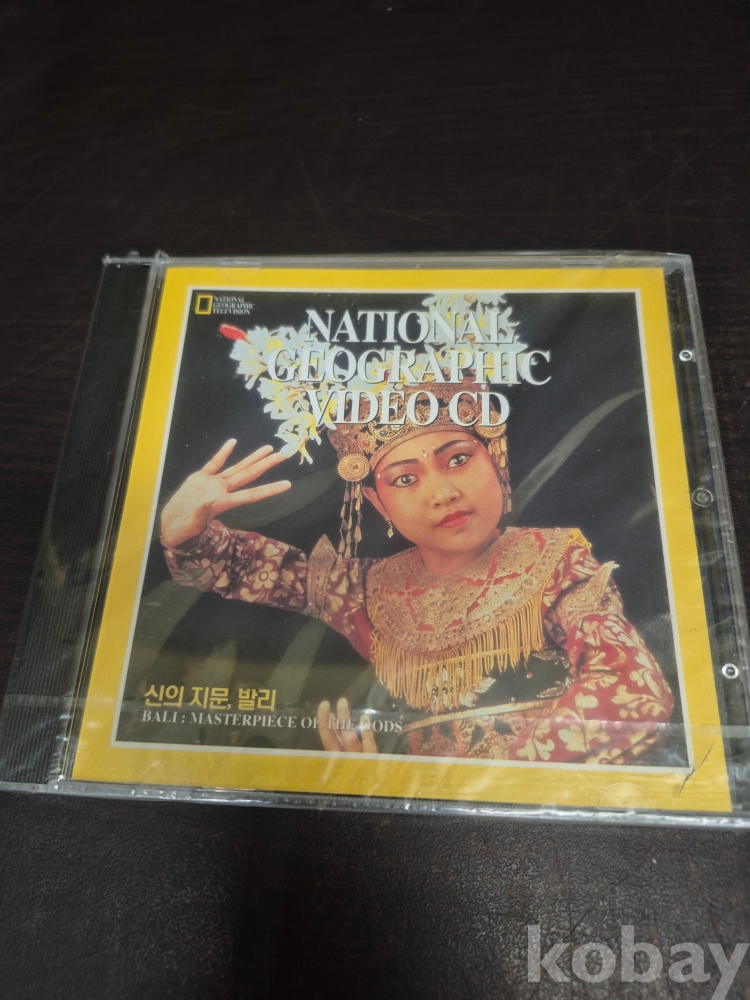 NATIONAL
GEOGRAPHIC
TELEVISION
NATIONAL
GEOGRAPHIC
VIDEO CD
신의 지문, 발리
BALI : MASTERPIECE OF THE GODS
kobay